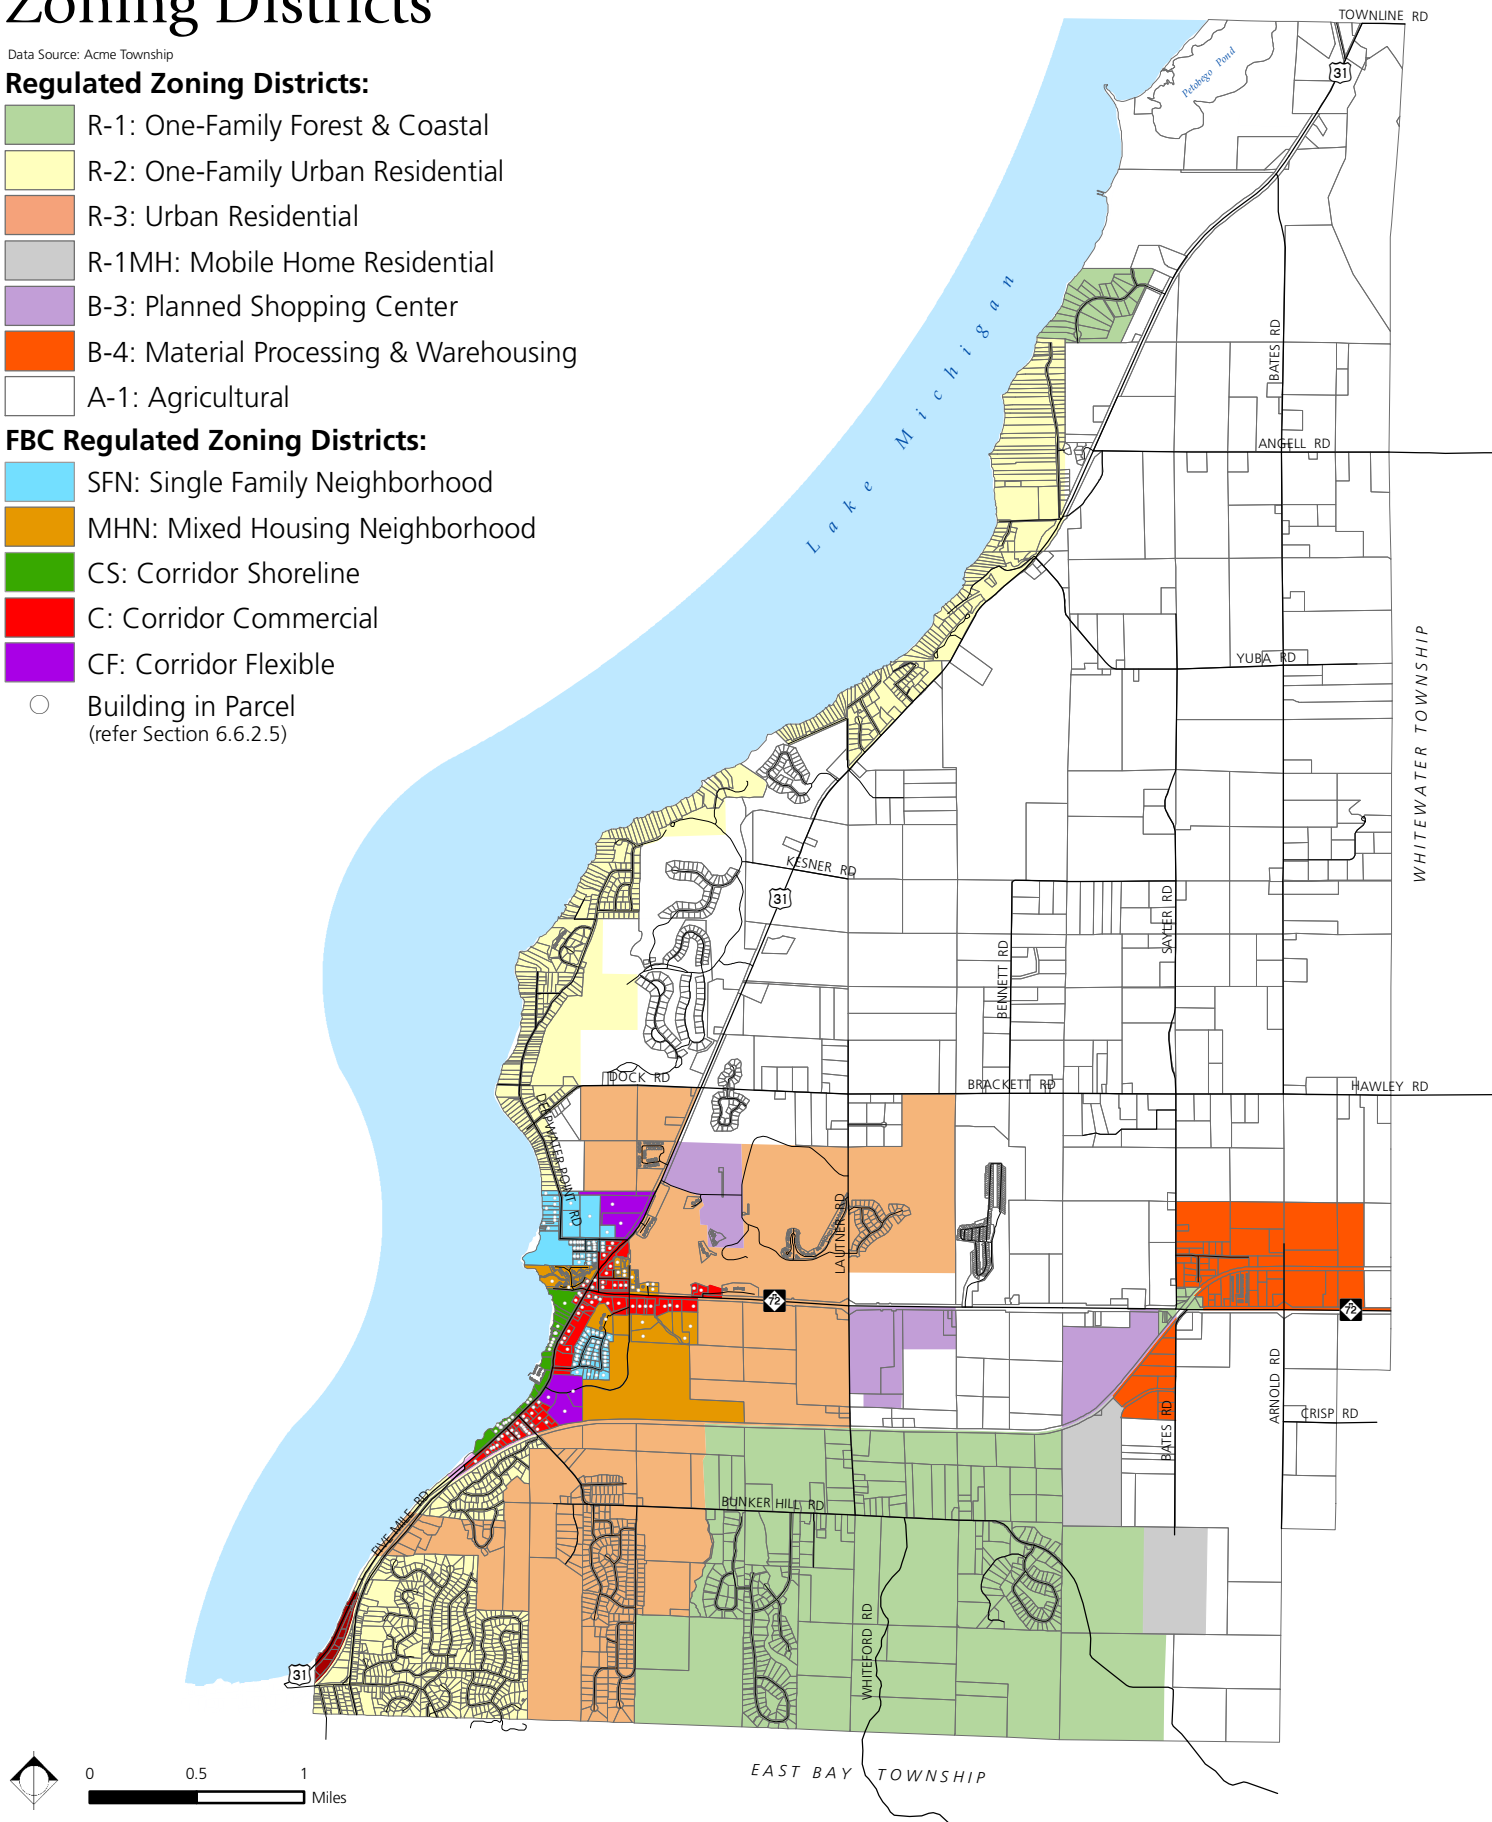 Zoning Districts
Data Source: Acme Township
Regulated Zoning Districts:
R-1: One-Family Forest & Coastal
R-2: One-Family Urban Residential
R-3: Urban Residential
R-1MH: Mobile Home Residential
B-3: Planned Shopping Center
B-4: Material Processing & Warehousing
A-1: Agricultural
FBC Regulated Zoning Districts:
SFN: Single Family Neighborhood
MHN: Mixed Housing Neighborhood
CS: Corridor Shoreline
C: Corridor Commercial
CF: Corridor Flexible
Building in Parcel
(refer Section 6.6.2.5)
TOWNLINE RD
31
Petobego Pond
Lake Michigan
BATES RD
ANGELL RD
YUBA RD
WHITEWATER TOWNSHIP
KESNER RD
31
SAYLER RD
BENNETT RD
DOCK RD
BRACKETT RD
HAWLEY RD
DEEPWATER POINT RD
LAUTNER RD
72
72
ARNOLD RD
CRISP RD
BATES RD
BUNKER HILL RD
FIVE MILE RD
WHITEFORD RD
31
EAST BAY TOWNSHIP
0 0.5 1
Miles